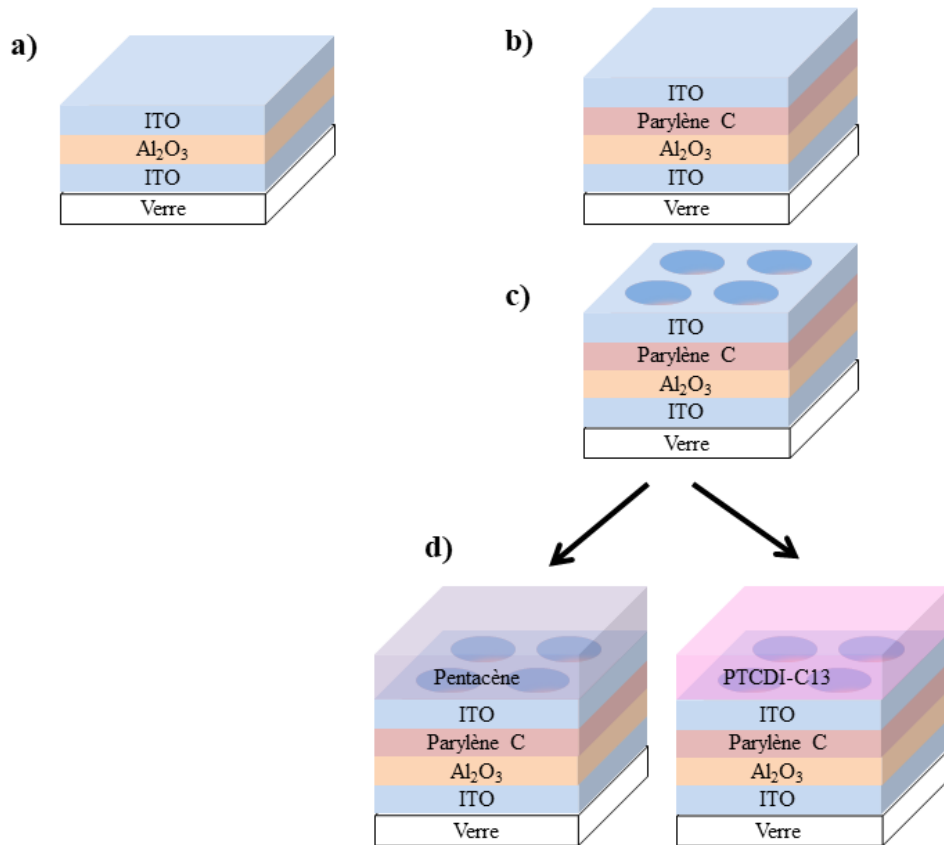 a)
ITO
Al₂O₃
ITO
Verre
b)
ITO
Parylène C
Al₂O₃
ITO
Verre
c)
ITO
Parylène C
Al₂O₃
ITO
Verre
d)
Pentacène
ITO
Parylène C
Al₂O₃
ITO
Verre
PTCDI-C13
ITO
Parylène C
Al₂O₃
ITO
Verre